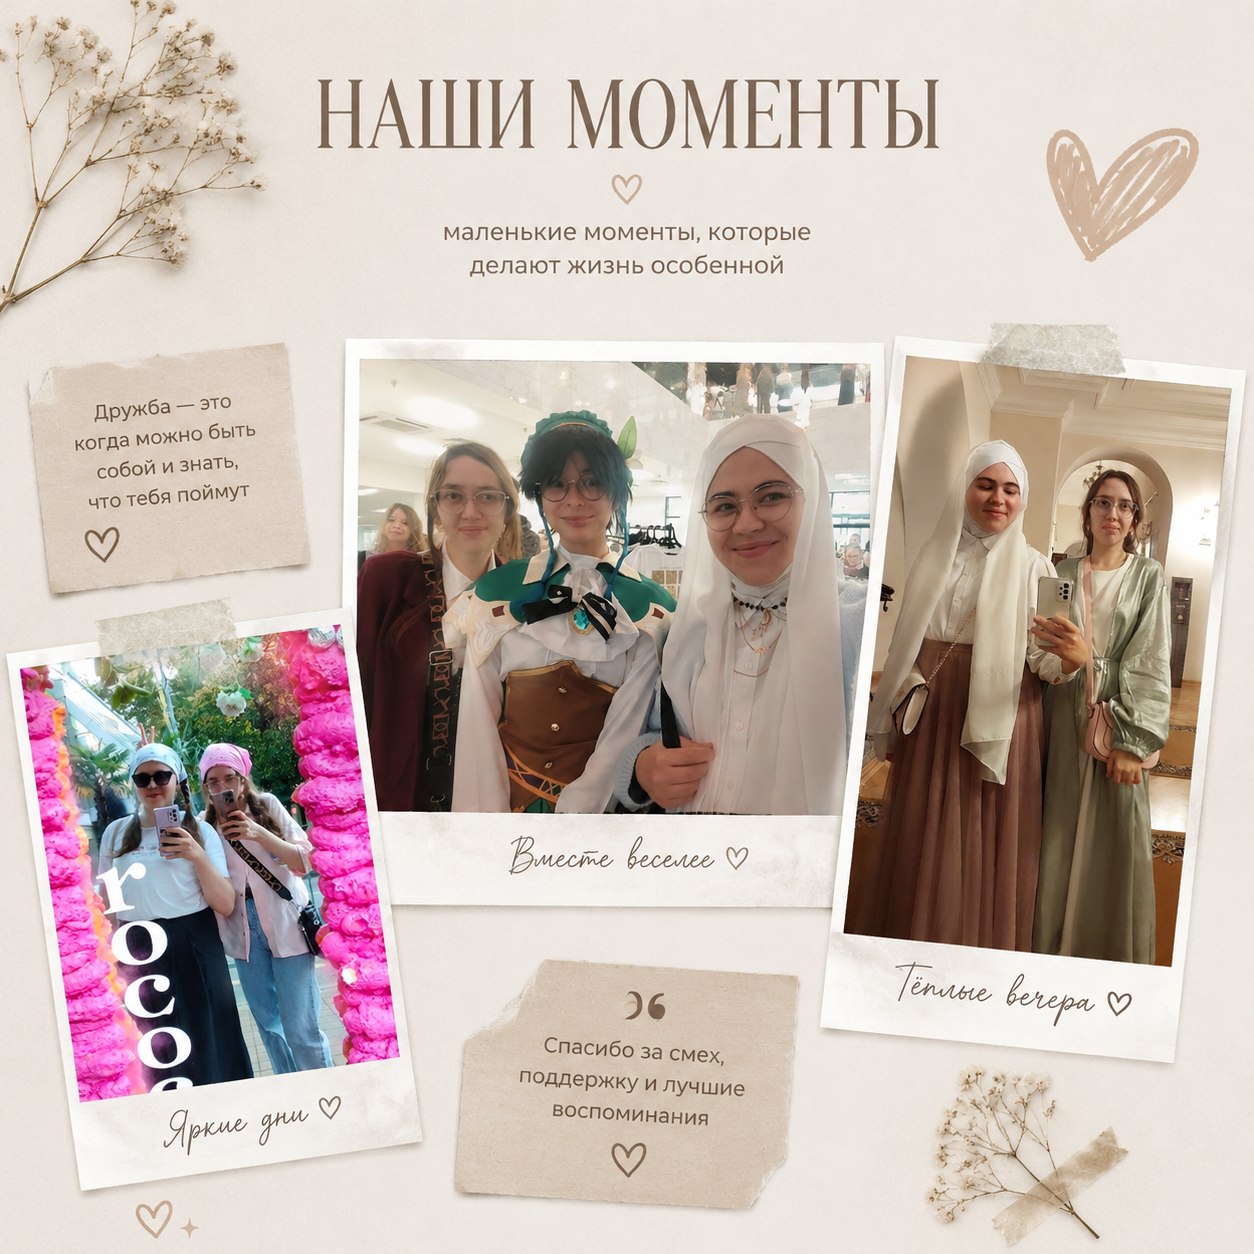 НАШИ МОМЕНТЫ
маленькие моменты, которые
делают жизнь особенной
Дружба — это
когда можно быть
собой и знать,
что тебя поймут
Вместе веселее
Тёплые вечера
roco
Яркие дни
Спасибо за смех,
поддержку и лучшие
воспоминания